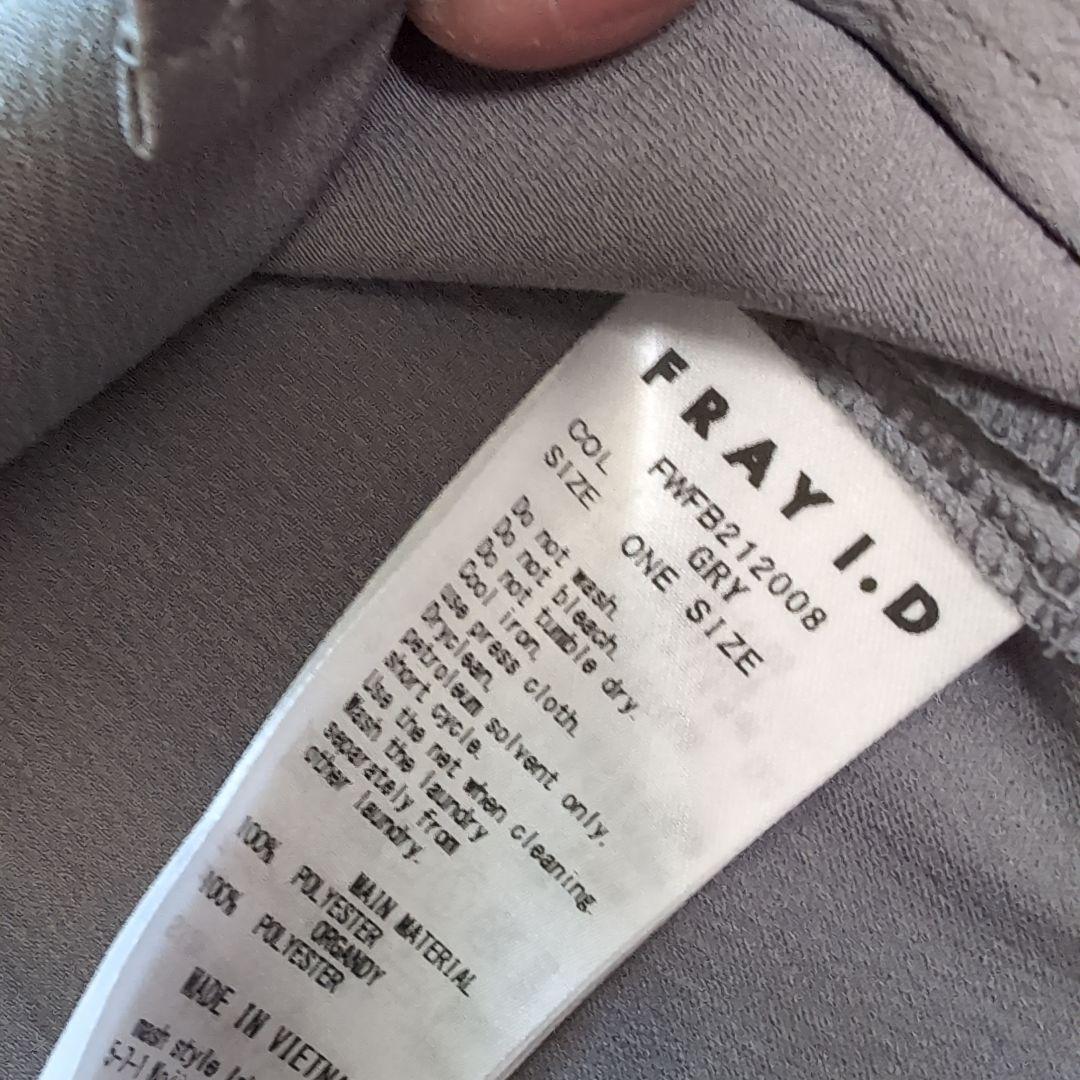 FRAY I.D
FWFB212008
COL GRY
SIZE ONE SIZE
Do not wash.
Do not bleach.
Do not tumble dry.
Cool iron,
use press cloth.
Dryclean,
petroleum solvent only.
short cycle.
Use the net when cleaning.
Wash the laundry
separately from
other laundry.
MAIN MATERIAL
100% POLYESTER
ORGANDY
100% POLYESTER
MADE IN
mash style